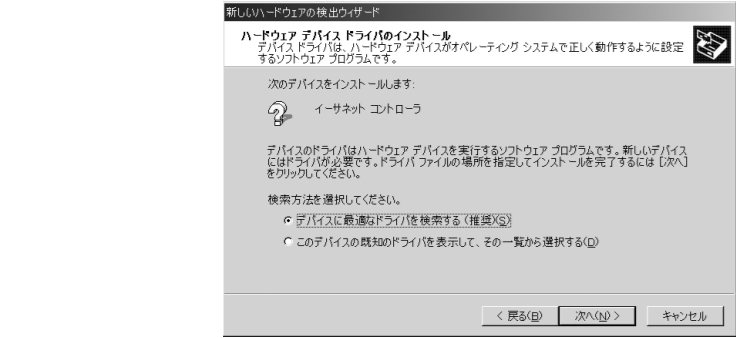 新しいハードウェアの検出ウィザード
ハードウェア デバイス ドライバのインストール
デバイス ドライバは、ハードウェア デバイスがオペレーティング システムで正しく動作するように設定
するソフトウェア プログラムです。
次のデバイスをインストールします:
イーサネット コントローラ
デバイスのドライバはハードウェア デバイスを実行するソフトウェア プログラムです。新しいデバイス
にはドライバが必要です。ドライバ ファイルの場所を指定してインストールを完了するには [次へ]
をクリックしてください。
検索方法を選択してください。
デバイスに最適なドライバを検索する (推奨)(S)
このデバイスの既知のドライバを表示して、その一覧から選択する(D)
< 戻る(B) 次へ(N) > キャンセル